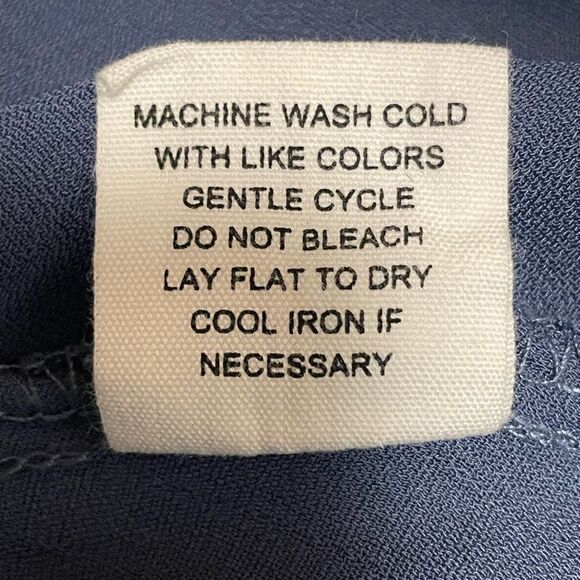 MACHINE WASH COLD
WITH LIKE COLORS
GENTLE CYCLE
DO NOT BLEACH
LAY FLAT TO DRY
COOL IRON IF
NECESSARY